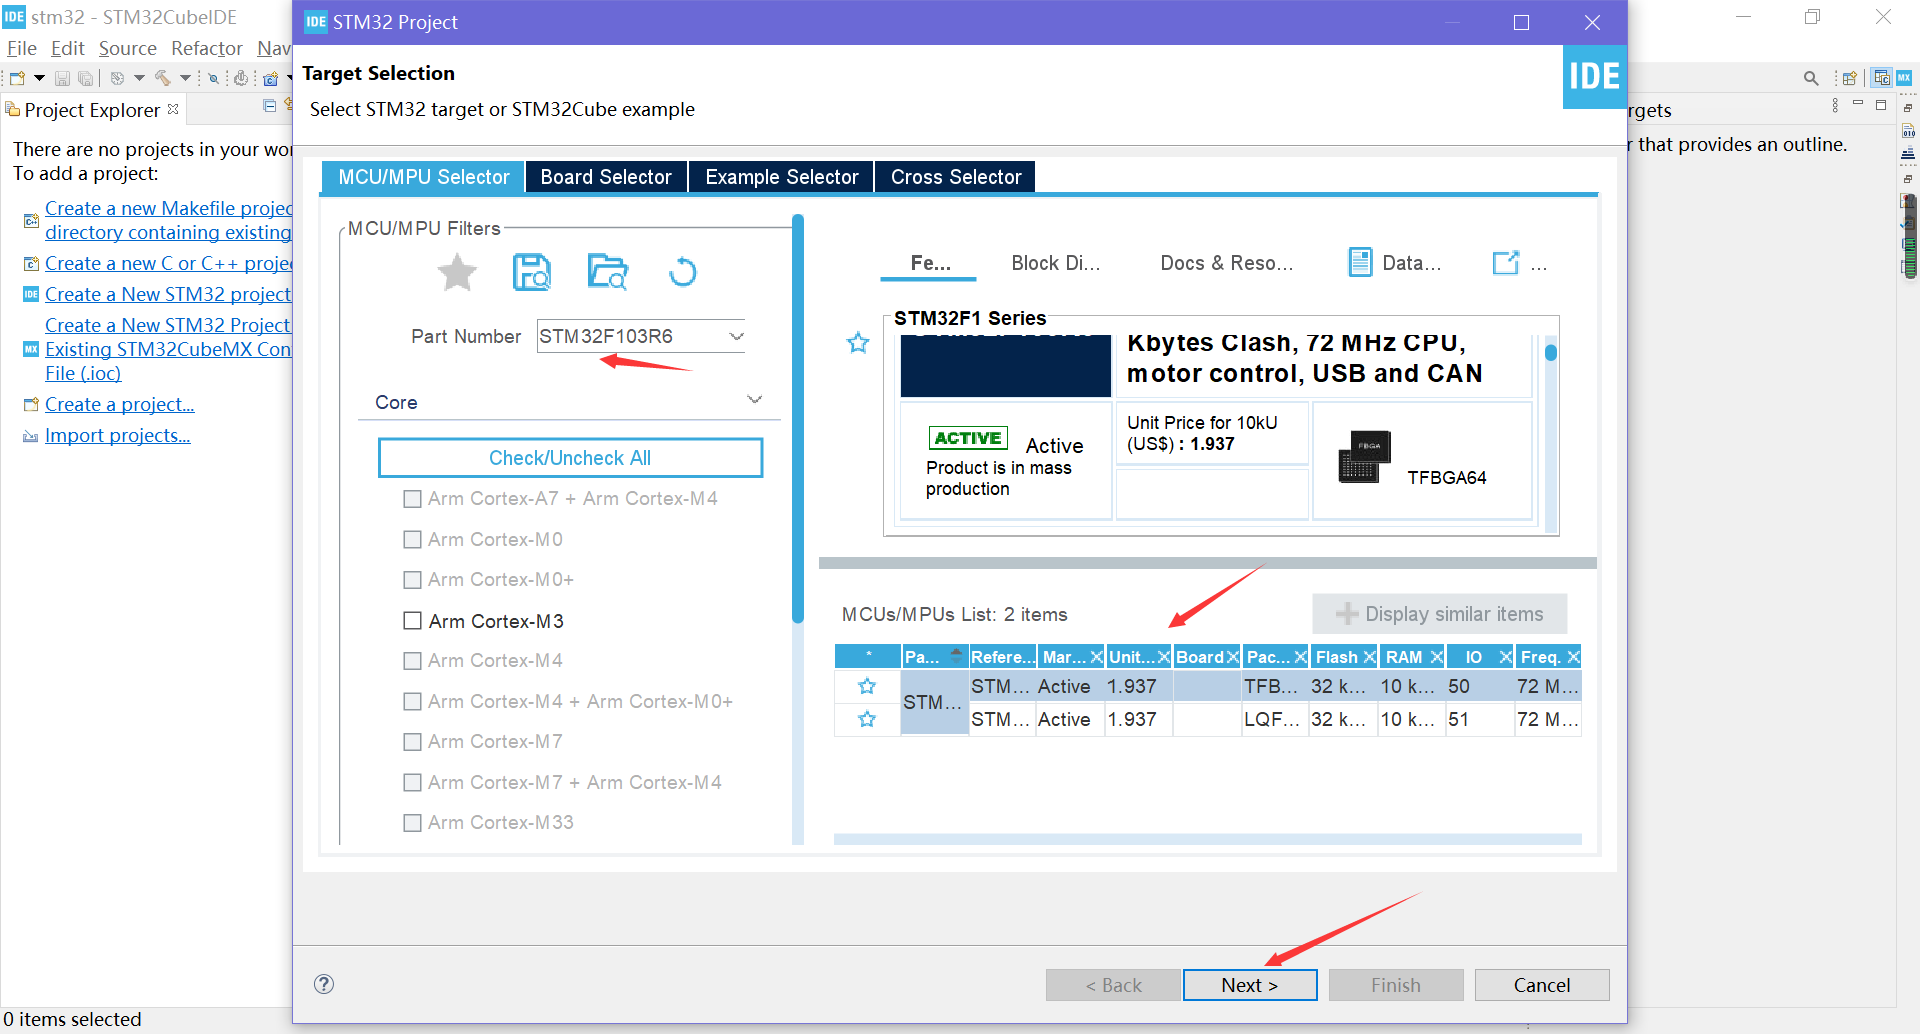 IDE stm32 - STM32CubeIDE
File Edit Source Refactor Nav
Project Explorer
There are no projects in your wo
To add a project:
Create a new Makefile projec
directory containing existing
Create a new C or C++ proje
IDE Create a New STM32 project
Create a New STM32 Project
MX Existing STM32CubeMX Con
File (.ioc)
Create a project...
Import projects...
0 items selected
IDE STM32 Project
Target Selection
Select STM32 target or STM32Cube example
IDE
MCU/MPU Selector Board Selector Example Selector Cross Selector
MCU/MPU Filters
Part Number STM32F103R6
Core
Check/Uncheck All
Arm Cortex-A7 + Arm Cortex-M4
Arm Cortex-M0
Arm Cortex-M0+
Arm Cortex-M3
Arm Cortex-M4
Arm Cortex-M4 + Arm Cortex-M0+
Arm Cortex-M7
Arm Cortex-M7 + Arm Cortex-M4
Arm Cortex-M33
Fe... Block Di... Docs & Reso... Data... ...
STM32F1 Series
Kbytes Clash, 72 MHz CPU,
motor control, USB and CAN
ACTIVE Active
Product is in mass
production
Unit Price for 10kU
(US$) : 1.937
FBGA
TFBGA64
MCUs/MPUs List: 2 items
Display similar items
* Pa... Refere... Mar... Unit... Board Pac... Flash RAM IO Freq.
STM... STM... Active 1.937 TFB... 32 k... 10 k... 50 72 M...
STM... Active 1.937 LQF... 32 k... 10 k... 51 72 M...
< Back Next > Finish Cancel
MX
rgets
r that provides an outline.
010